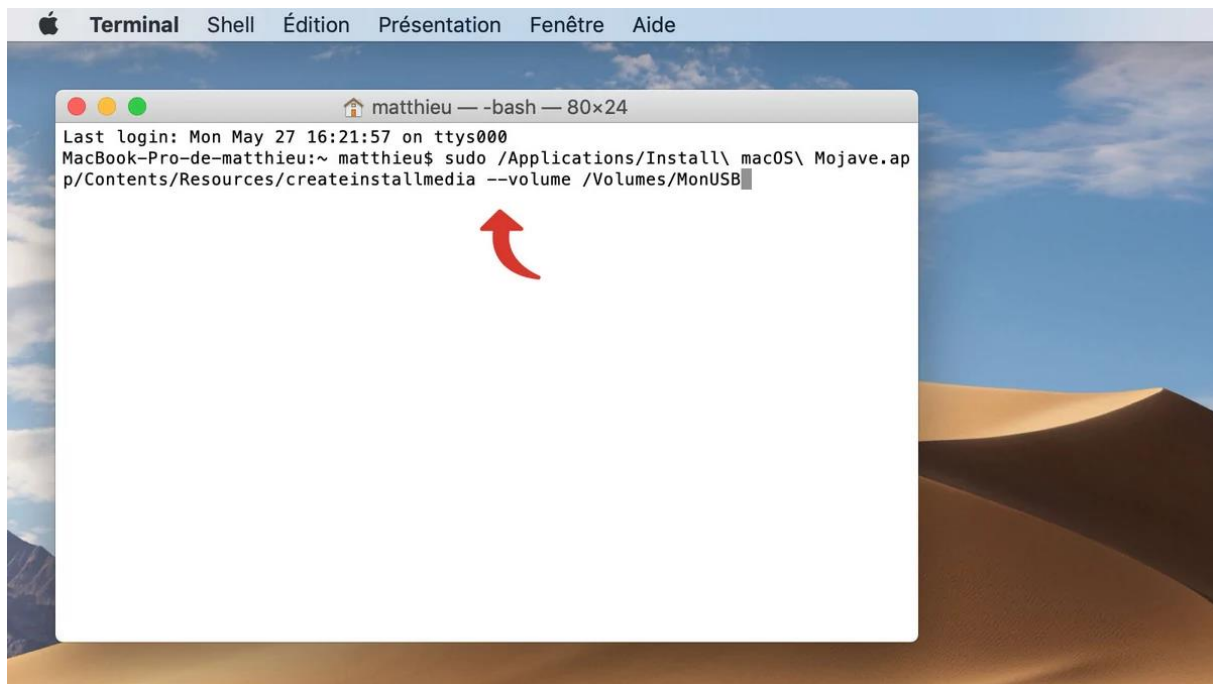 Terminal Shell Édition Présentation Fenêtre Aide
matthieu — -bash — 80×24
Last login: Mon May 27 16:21:57 on ttys000
MacBook-Pro-de-matthieu:~ matthieu$ sudo /Applications/Install\ macOS\ Mojave.ap
p/Contents/Resources/createinstallmedia --volume /Volumes/MonUSB